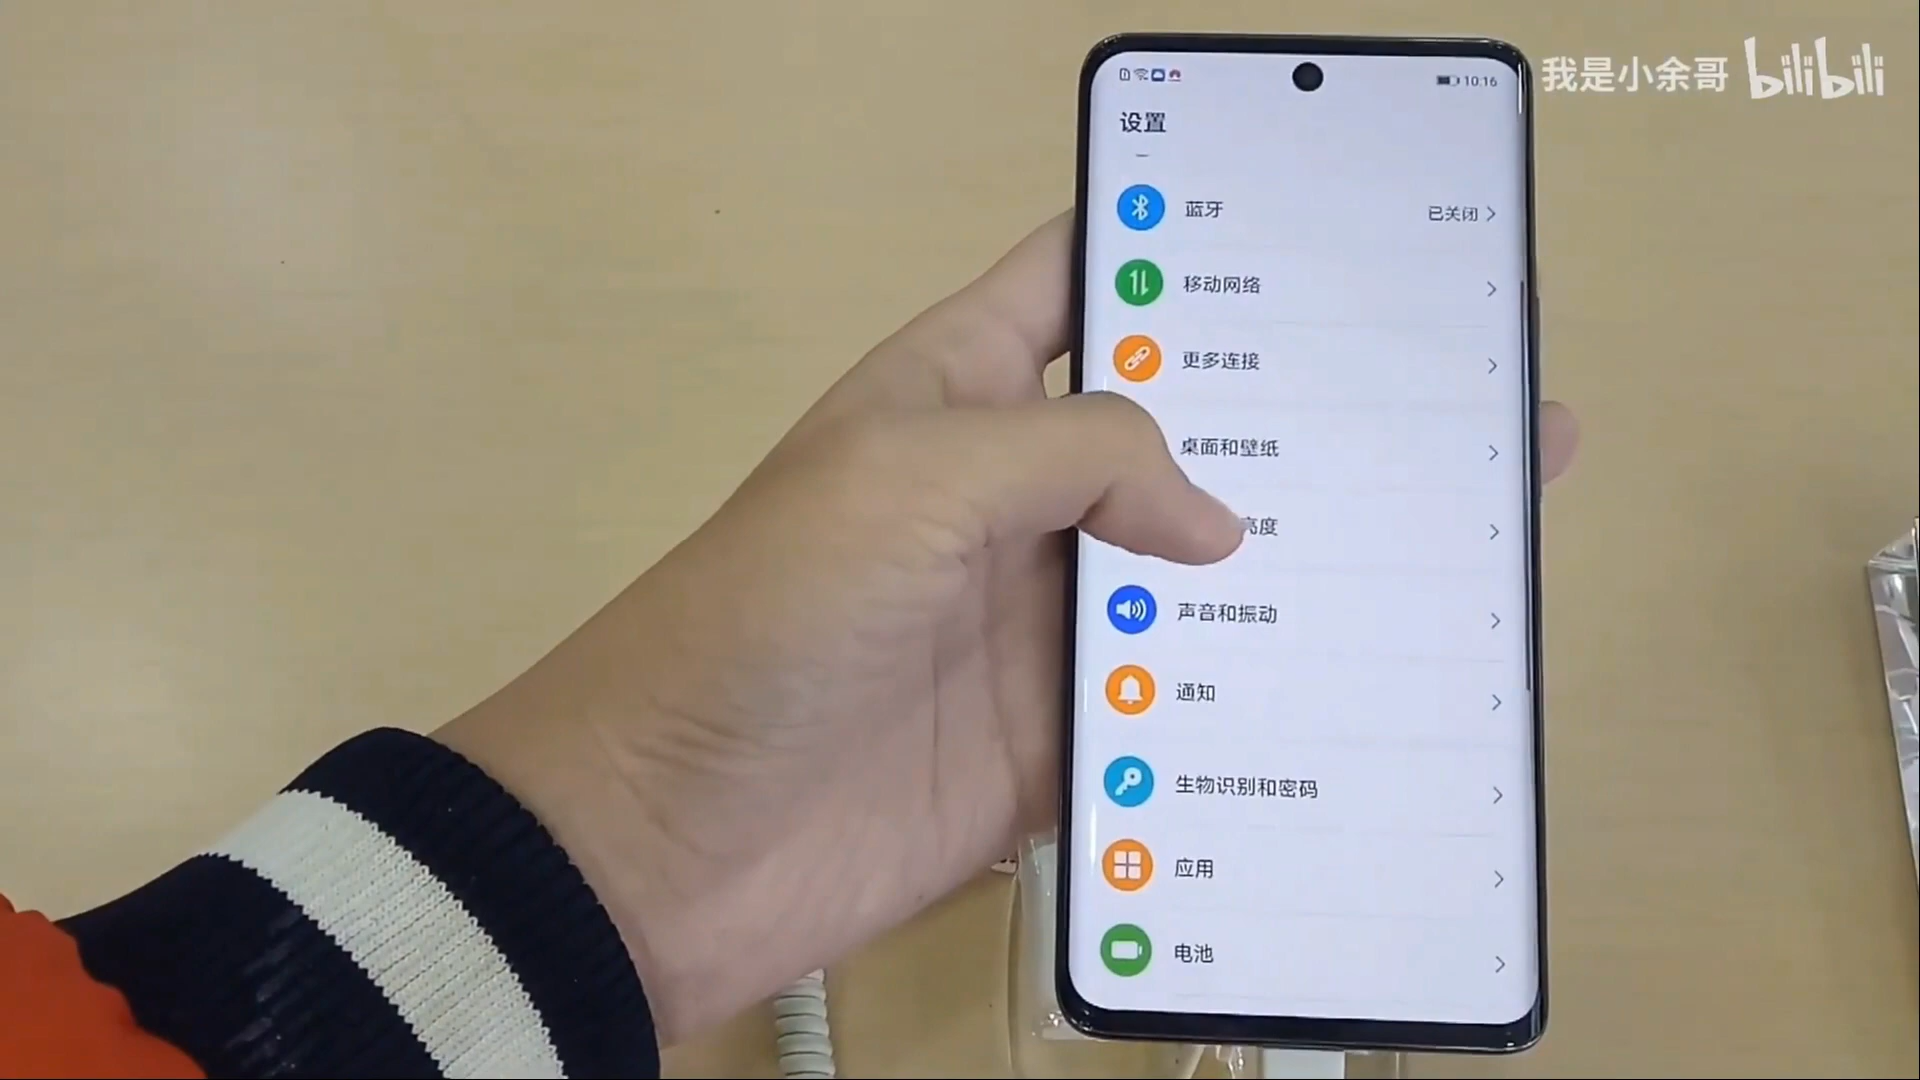 我是小余哥 bilibili
10:16
设置
蓝牙 已关闭
移动网络
更多连接
桌面和壁纸
亮度
声音和振动
通知
生物识别和密码
应用
电池